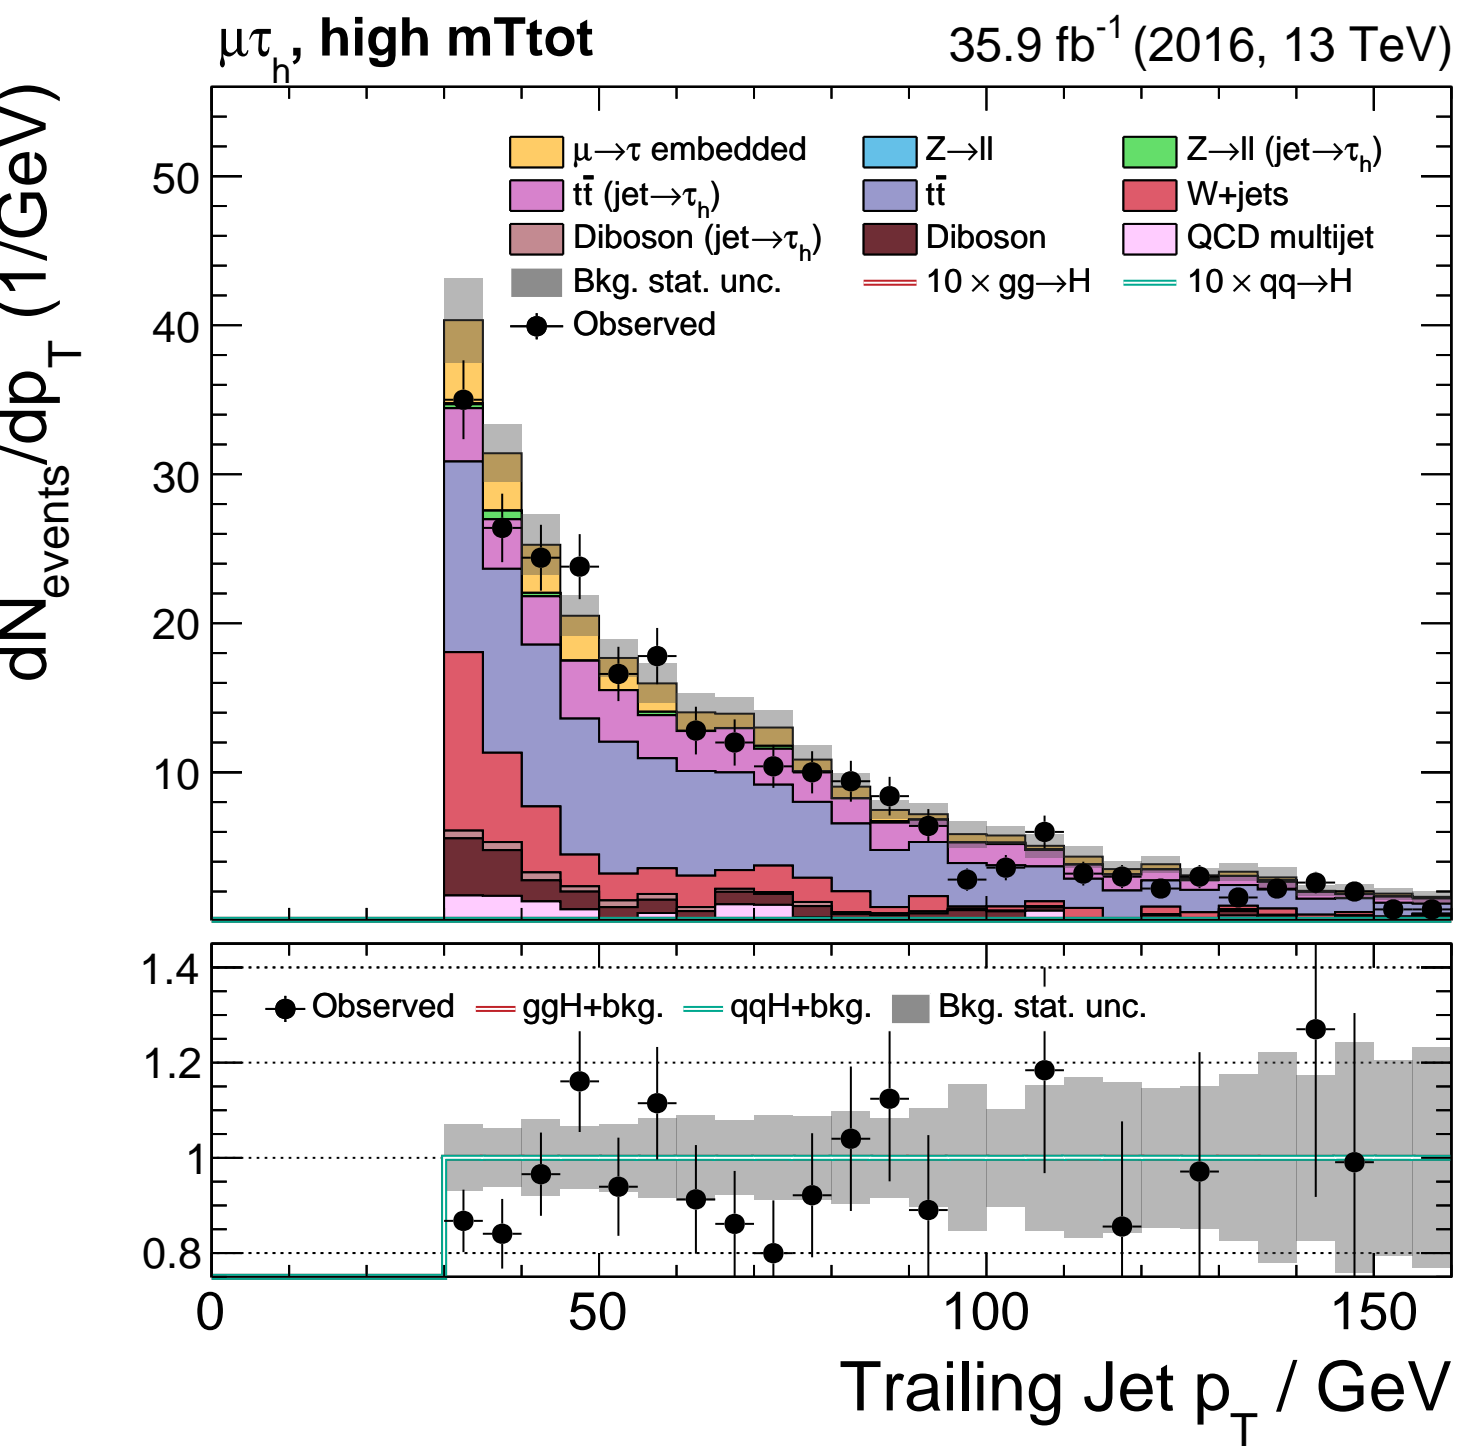 μτh, high mTtot
35.9 fb-1 (2016, 13 TeV)
dNevents/dpT (1/GeV)
μ→τ embedded
Z→ll
Z→ll (jet→τh)
tt̄ (jet→τh)
tt̄
W+jets
Diboson (jet→τh)
Diboson
QCD multijet
Bkg. stat. unc.
10 × gg→H
10 × qq→H
Observed
50
40
30
20
10
1.4
1.2
1
0.8
Observed
ggH+bkg.
qqH+bkg.
Bkg. stat. unc.
0
50
100
150
Trailing Jet pT / GeV